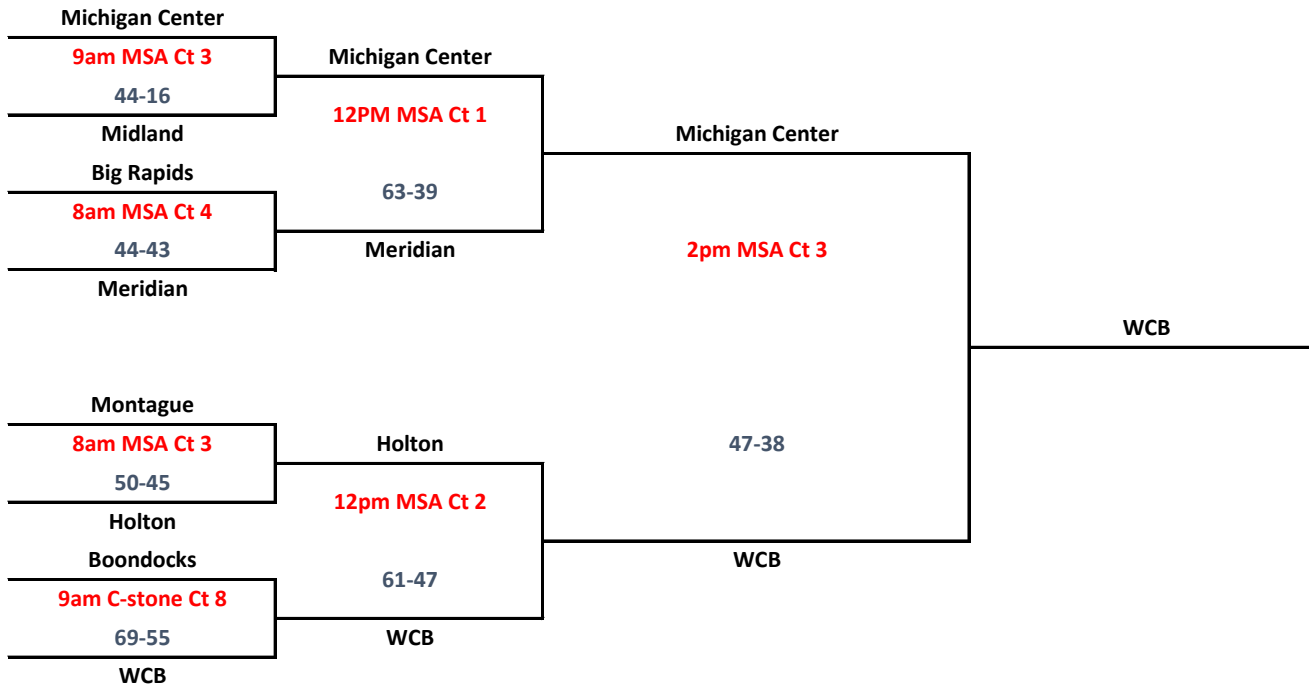 Michigan Center
9am MSA Ct 3
44-16
Midland
Big Rapids
8am MSA Ct 4
44-43
Meridian
Montague
8am MSA Ct 3
50-45
Holton
Boondocks
9am C-stone Ct 8
69-55
WCB
Michigan Center
12PM MSA Ct 1
63-39
Meridian
Holton
12pm MSA Ct 2
61-47
WCB
Michigan Center
2pm MSA Ct 3
47-38
WCB
WCB